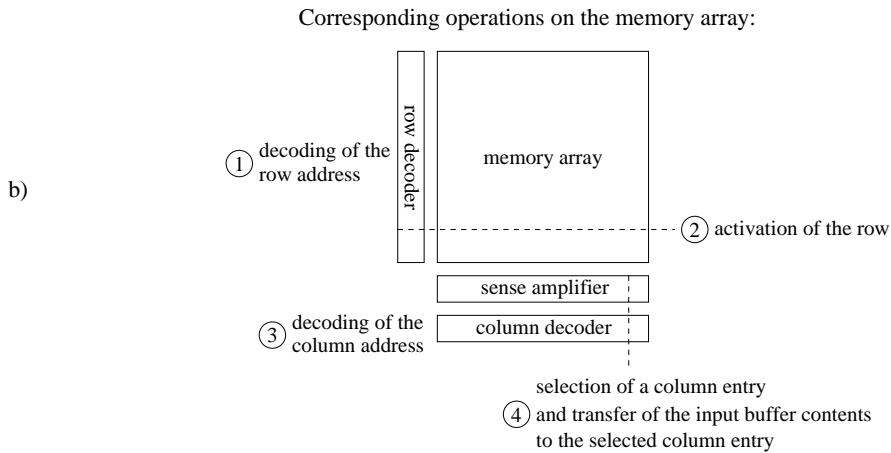 Corresponding operations on the memory array:
b)
1 decoding of the
row address
row decoder
memory array
2 activation of the row
sense amplifier
3 decoding of the
column address
column decoder
selection of a column entry
4 and transfer of the input buffer contents
to the selected column entry